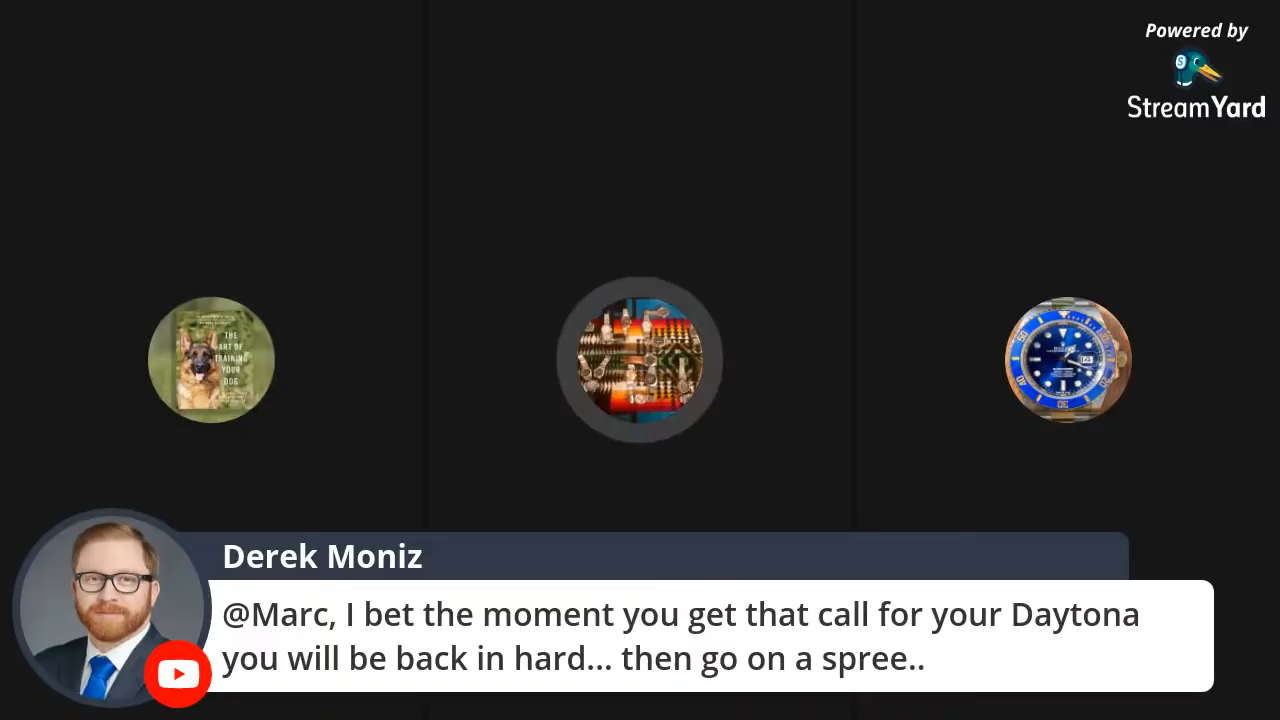 Powered by
StreamYard
THE
ART OF
TRAINING
YOUR
DOG
Derek Moniz
@Marc, I bet the moment you get that call for your Daytona
you will be back in hard... then go on a spree..